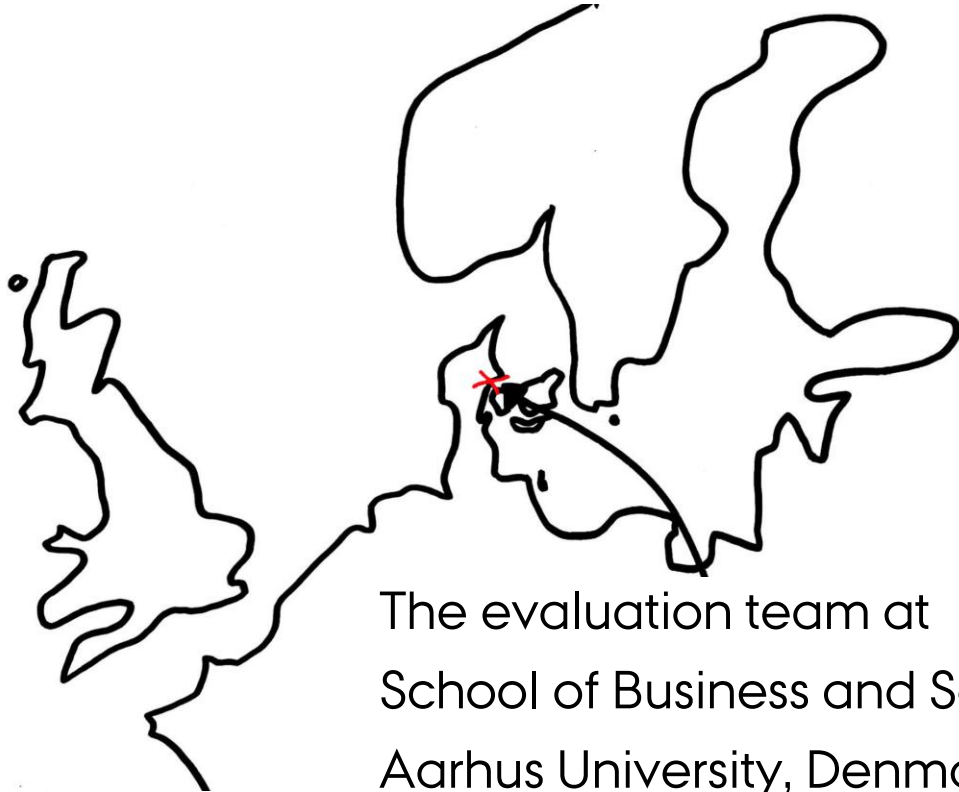 The evaluation team at
School of Business and
Aarhus University,